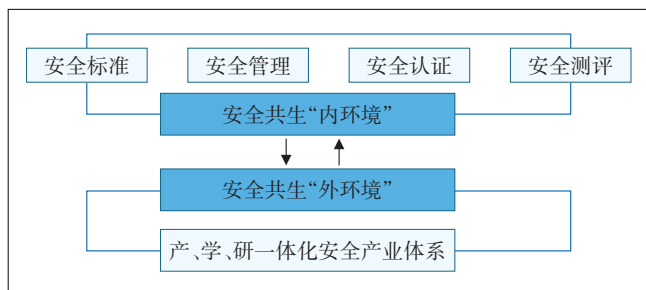 安全标准 安全管理 安全认证 安全测评
安全共生“内环境”
安全共生“外环境”
产、学、研一体化安全产业体系